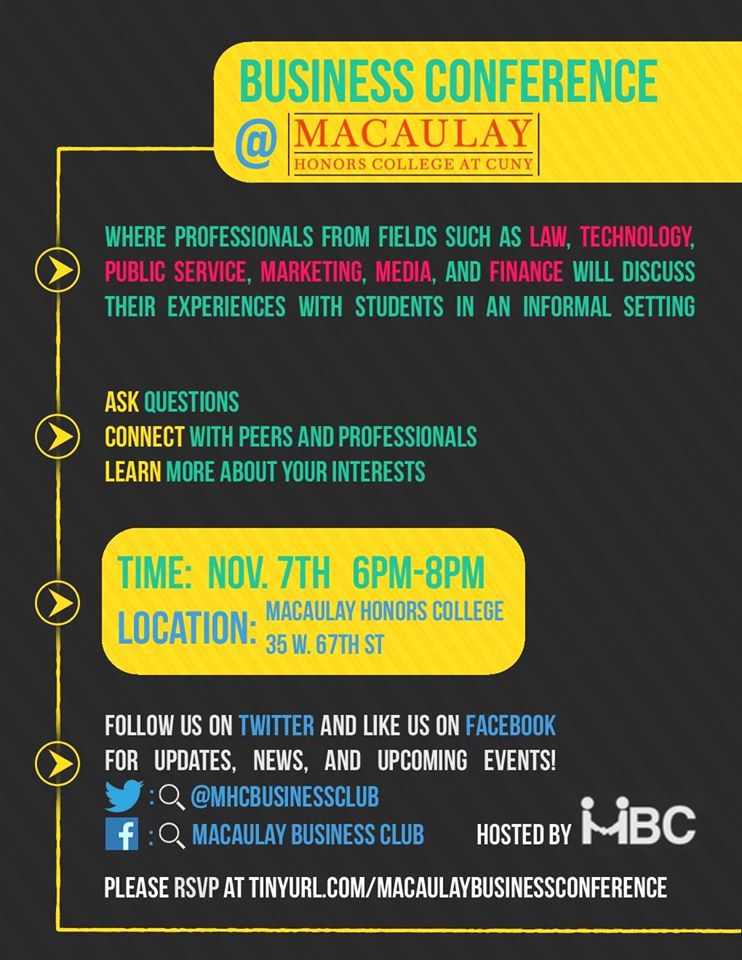 BUSINESS CONFERENCE
@ MACAULAY
HONORS COLLEGE AT CUNY
WHERE PROFESSIONALS FROM FIELDS SUCH AS LAW, TECHNOLOGY,
PUBLIC SERVICE, MARKETING, MEDIA, AND FINANCE WILL DISCUSS
THEIR EXPERIENCES WITH STUDENTS IN AN INFORMAL SETTING
ASK QUESTIONS
CONNECT WITH PEERS AND PROFESSIONALS
LEARN MORE ABOUT YOUR INTERESTS
TIME: NOV. 7TH 6PM-8PM
LOCATION: MACAULAY HONORS COLLEGE
35 W. 67TH ST
FOLLOW US ON TWITTER AND LIKE US ON FACEBOOK
FOR UPDATES, NEWS, AND UPCOMING EVENTS!
: @MHCBUSINESSCLUB
f : MACAULAY BUSINESS CLUB
HOSTED BY MBC
PLEASE RSVP AT TINYURL.COM/MACAULAYBUSINESSCONFERENCE